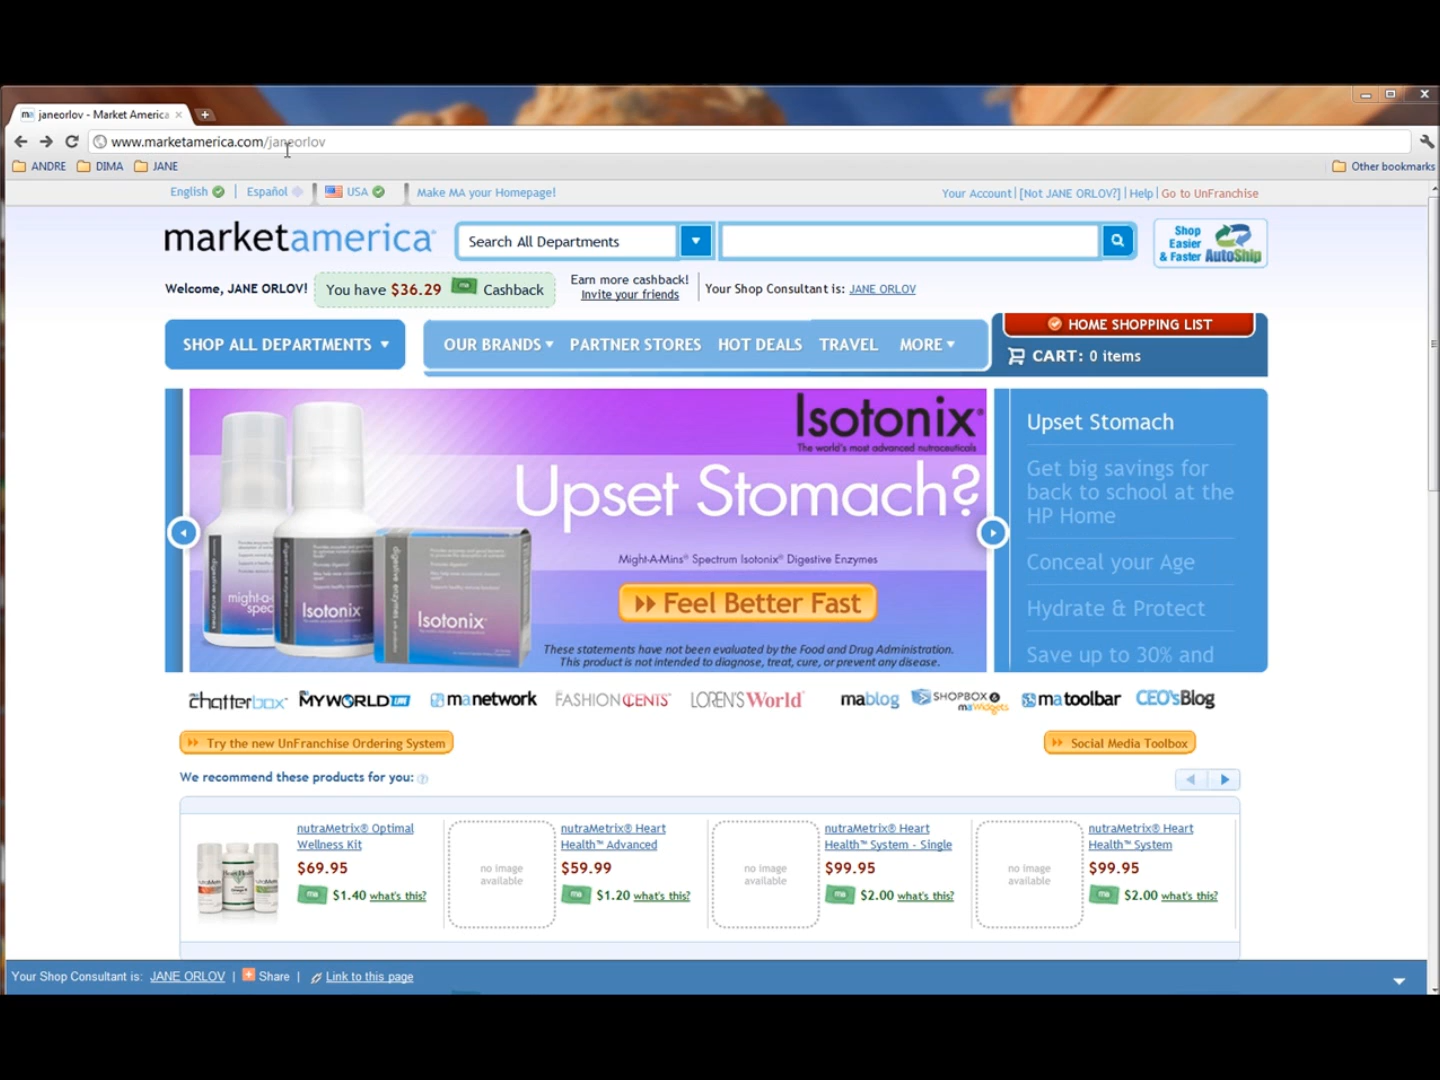 janeorlov - Market America
www.marketamerica.com/janeorlov
ANDRE DIMA JANE Other bookmarks
English | Español USA Make MA your Homepage! Your Account | [Not JANE ORLOV?] | Help | Go to UnFranchise
marketamerica® Search All Departments Shop Easier & Faster AutoShip
Welcome, JANE ORLOV! You have $36.29 ma Cashback Earn more cashback! Invite your friends Your Shop Consultant is: JANE ORLOV
SHOP ALL DEPARTMENTS OUR BRANDS PARTNER STORES HOT DEALS TRAVEL MORE
HOME SHOPPING LIST
CART: 0 items
Isotonix®
The world's most advanced nutraceuticals
Upset Stomach?
Might-A-Mins® Spectrum Isotonix® Digestive Enzymes
Feel Better Fast
These statements have not been evaluated by the Food and Drug Administration.
This product is not intended to diagnose, treat, cure, or prevent any disease.
might-a-
spec
Isotonix
Isotonix
digestive enzymes
Upset Stomach
Get big savings for
back to school at the
HP Home
Conceal your Age
Hydrate & Protect
Save up to 30% and
chatterbox MYWORLD LIVE manetwork FASHIONCENTS LOREN'S World mablog SHOPBOX & maWidgets matoolbar CEO'sBlog
Try the new UnFranchise Ordering System Social Media Toolbox
We recommend these products for you:
nutraMetrix® Optimal
Wellness Kit
$69.95
ma $1.40 what's this?
no image
available
nutraMetrix® Heart
Health™ Advanced
$59.99
ma $1.20 what's this?
no image
available
nutraMetrix® Heart
Health™ System - Single
$99.95
ma $2.00 what's this?
no image
available
nutraMetrix® Heart
Health™ System
$99.95
ma $2.00 what's this?
Your Shop Consultant is: JANE ORLOV | Share | Link to this page